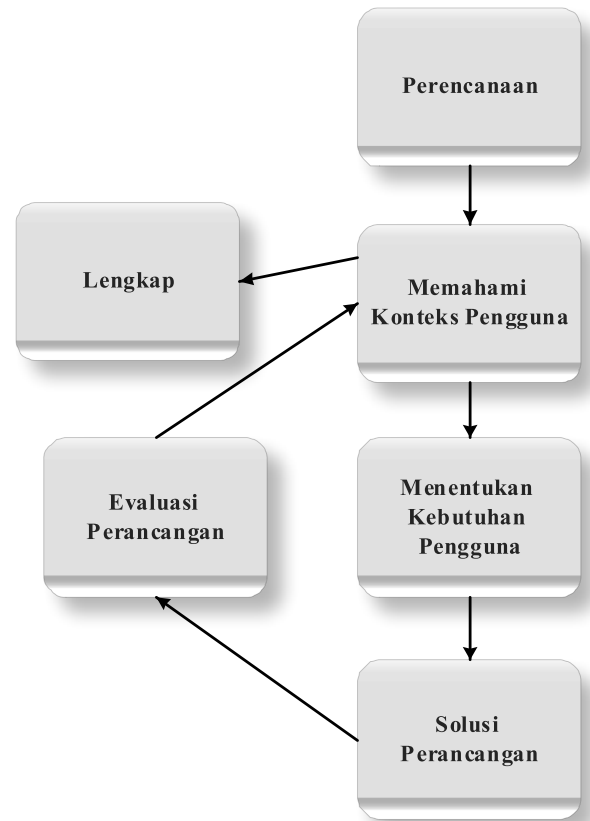 Perencanaan
Lengkap
Memahami
Konteks Pengguna
Evaluasi
Perancangan
Menentukan
Kebutuhan
Pengguna
Solusi
Perancangan